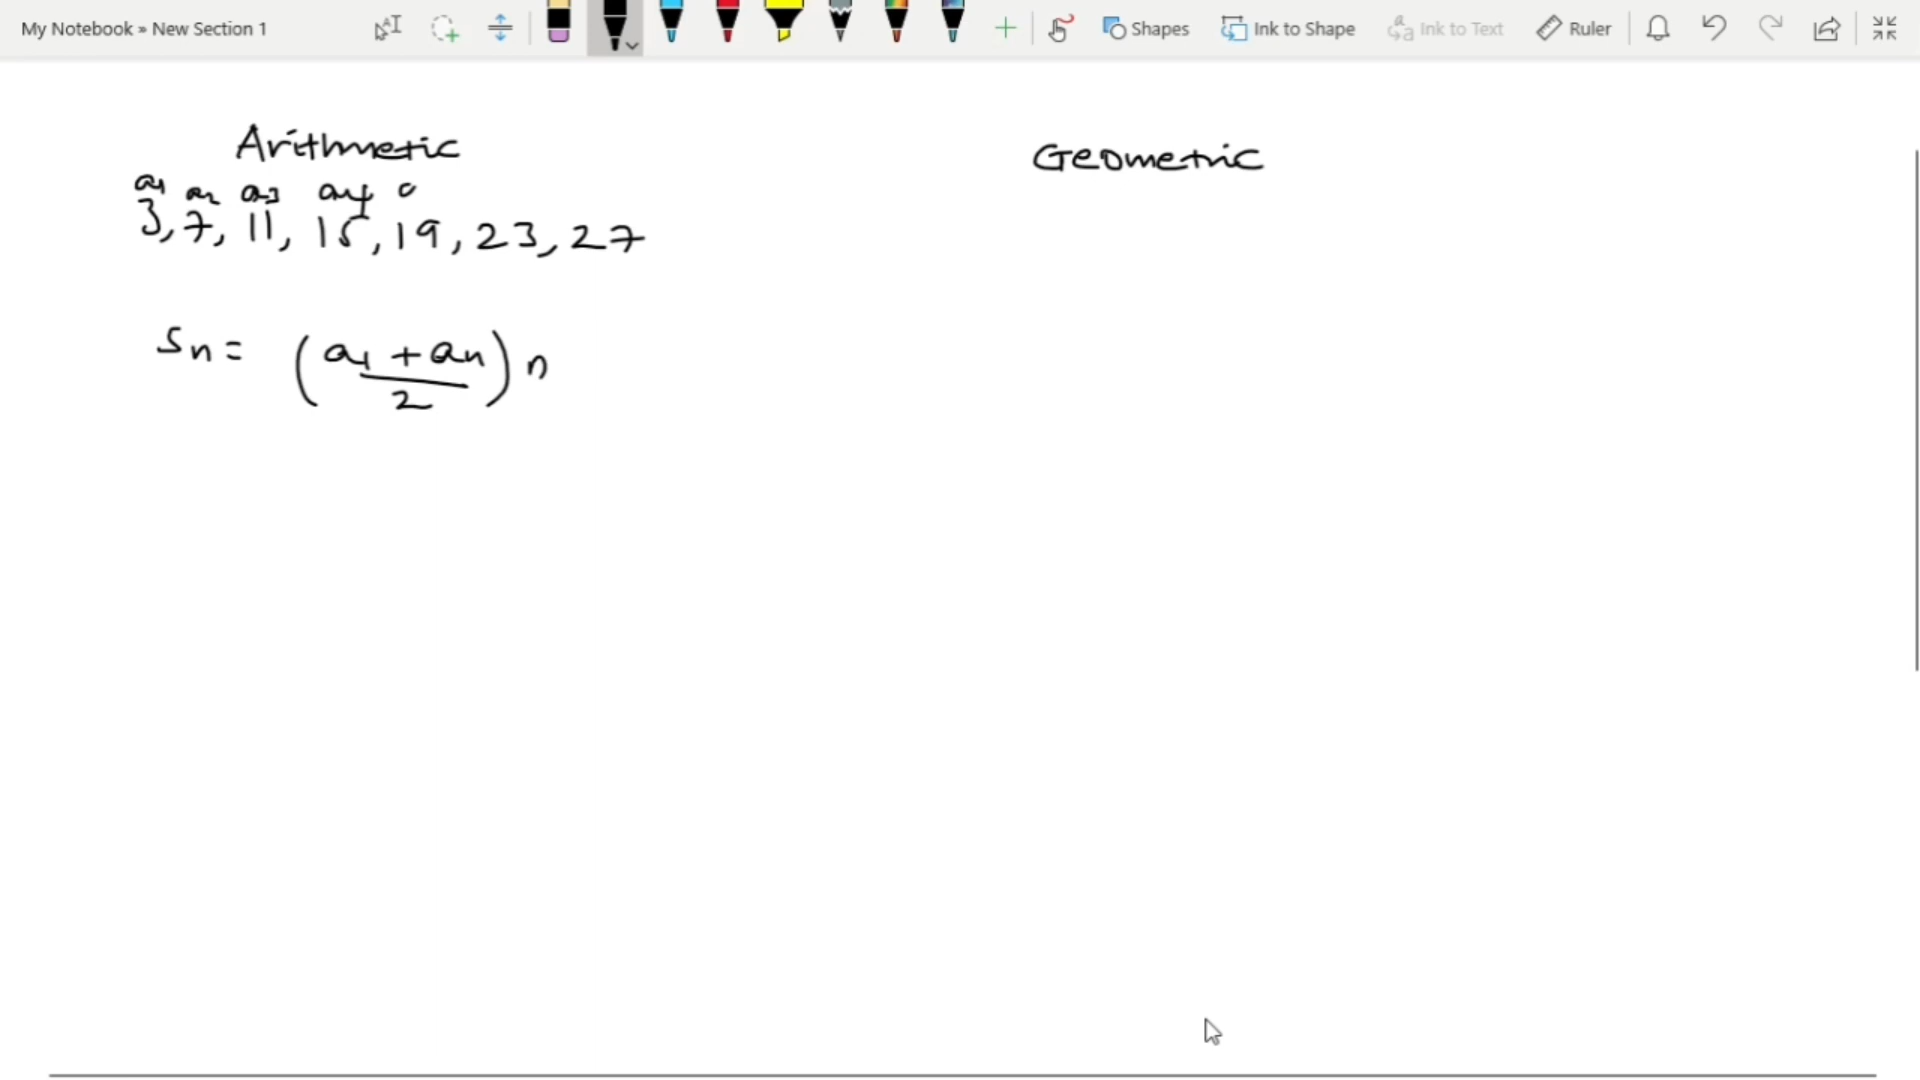 My Notebook » New Section 1
Shapes
Ink to Shape
Ink to Text
Ruler
Arithmetic
Geometric
a1 a2 a3 a4
3, 7, 11, 15, 19, 23, 27
Sn = (a1 + an / 2) n